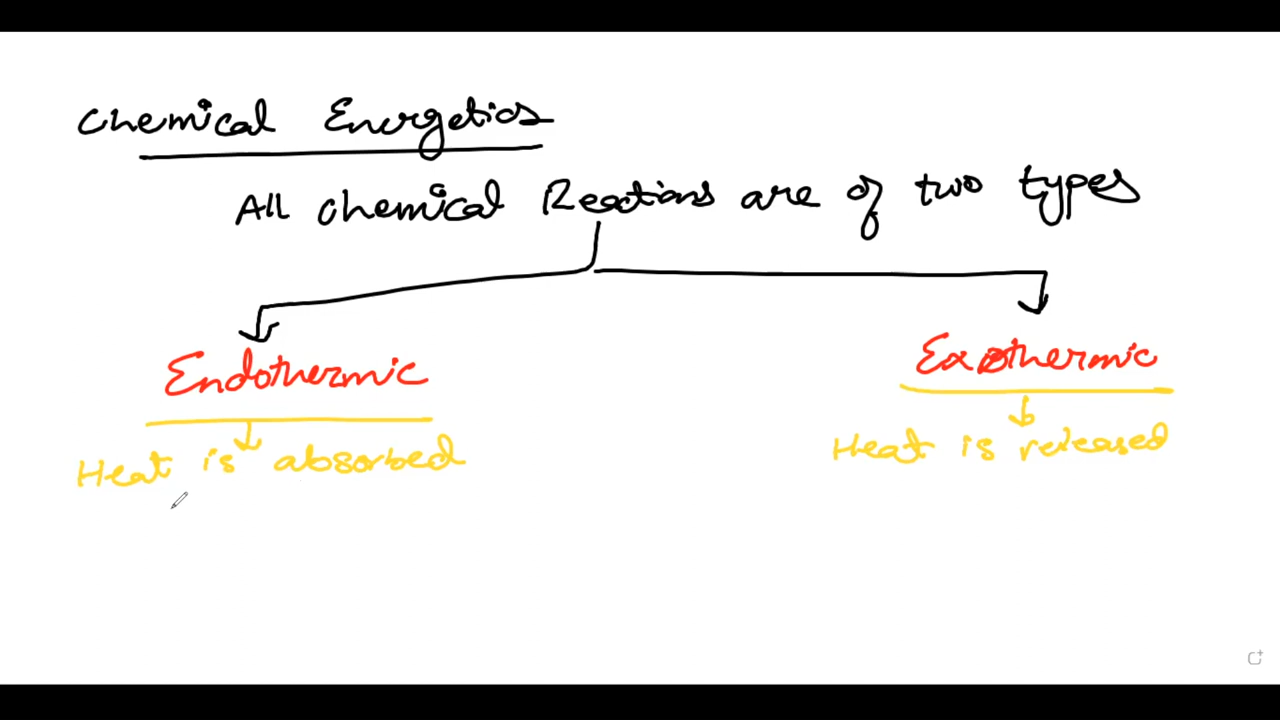 Chemical Energetics
All Chemical Reactions are of two types
Endothermic
Exothermic
Heat is absorbed
Heat is released